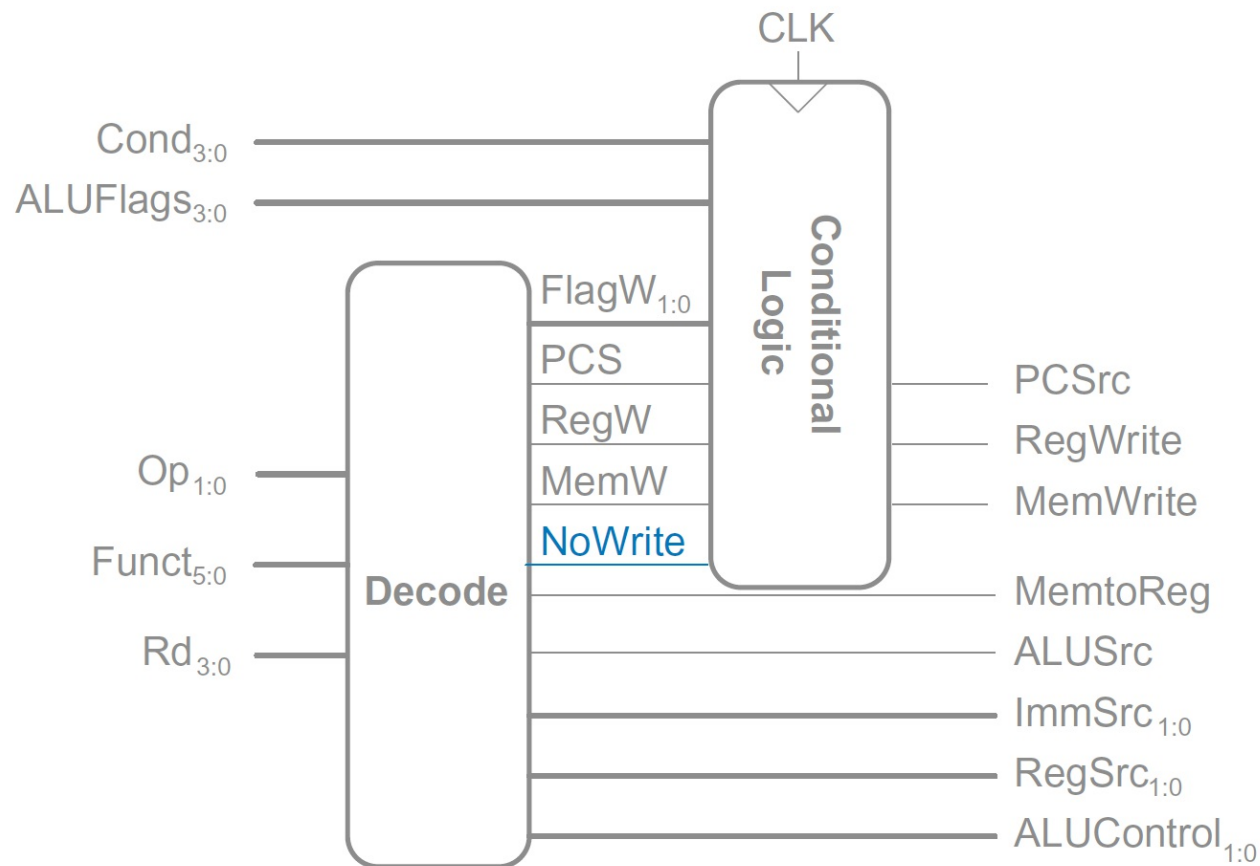 CLK
Cond3:0
ALUFlags3:0
Conditional
Logic
FlagW1:0
PCS
RegW
MemW
NoWrite
Op1:0
Funct5:0
Rd3:0
Decode
PCSrc
RegWrite
MemWrite
MemtoReg
ALUSrc
ImmSrc1:0
RegSrc1:0
ALUControl1:0